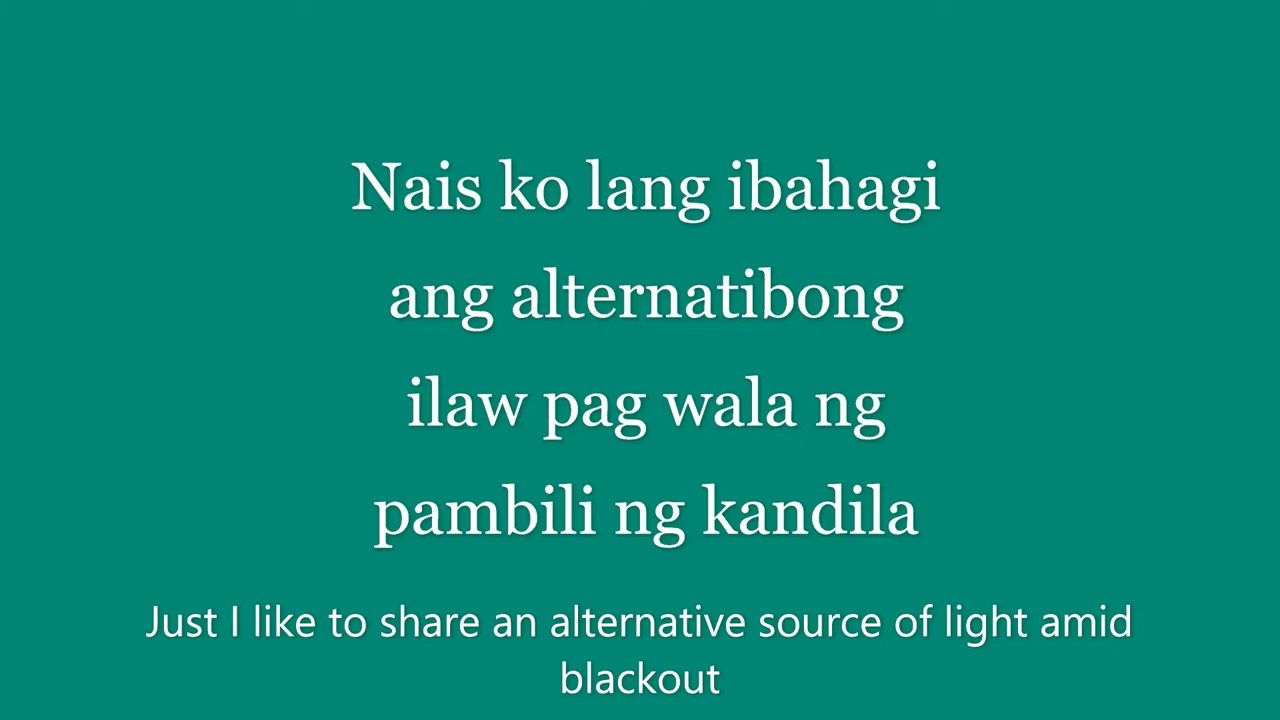 Nais ko lang ibahagi
ang alternatibong
ilaw pag wala ng
pambili ng kandila
Just I like to share an alternative source of light amid
blackout